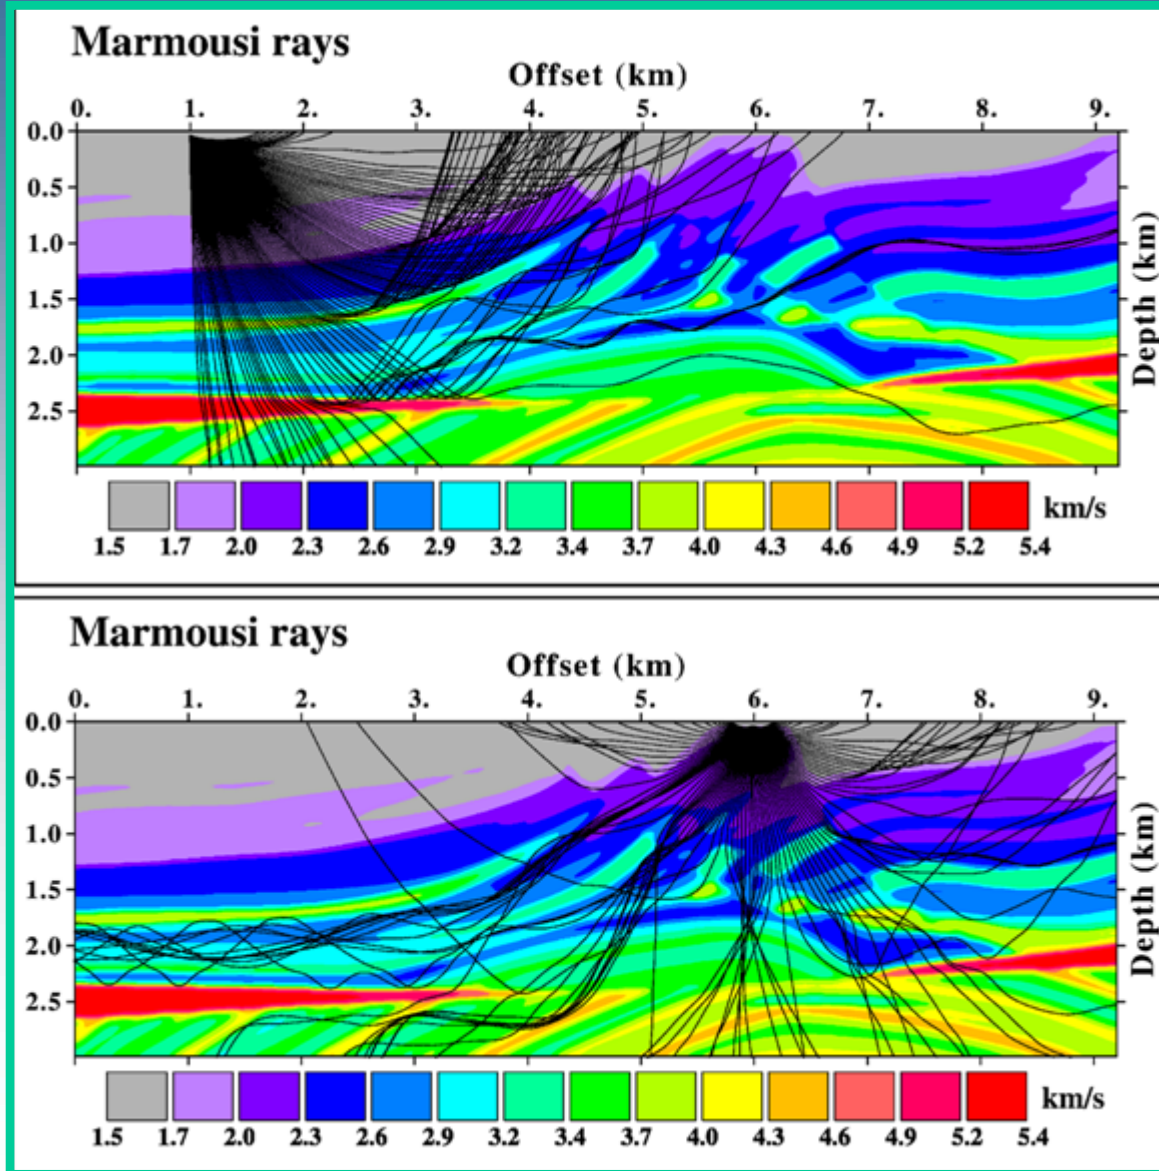 Marmousi rays
Offset (km)
0. 1. 2. 3. 4. 5. 6. 7. 8. 9.
0.0
0.5
1.0
1.5
2.0
2.5
Depth (km)
km/s
1.5 1.7 2.0 2.3 2.6 2.9 3.2 3.4 3.7 4.0 4.3 4.6 4.9 5.2 5.4
Marmousi rays
Offset (km)
0. 1. 2. 3. 4. 5. 6. 7. 8. 9.
0.0
0.5
1.0
1.5
2.0
2.5
Depth (km)
km/s
1.5 1.7 2.0 2.3 2.6 2.9 3.2 3.4 3.7 4.0 4.3 4.6 4.9 5.2 5.4